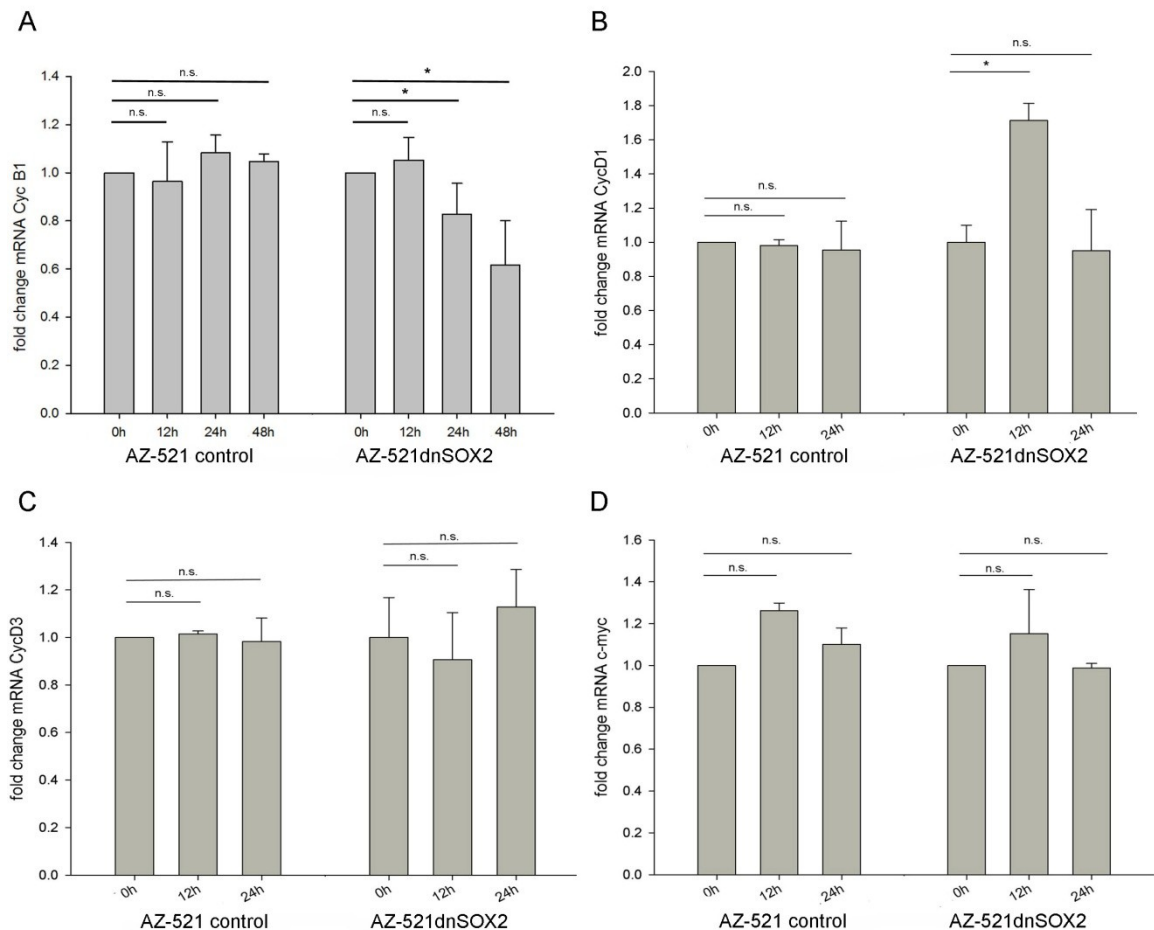 A
n.s.
n.s.
n.s.
*
*
n.s.
fold change mRNA Cyc B1
1.4
1.2
1.0
0.8
0.6
0.4
0.2
0.0
0h 12h 24h 48h 0h 12h 24h 48h
AZ-521 control AZ-521dnSOX2
B
n.s.
*
n.s.
n.s.
fold change mRNA CycD1
2.0
1.8
1.6
1.4
1.2
1.0
0.8
0.6
0.4
0.2
0.0
0h 12h 24h 0h 12h 24h
AZ-521 control AZ-521dnSOX2
C
n.s.
n.s.
n.s.
n.s.
fold change mRNA CycD3
1.4
1.2
1.0
0.8
0.6
0.4
0.2
0.0
0h 12h 24h 0h 12h 24h
AZ-521 control AZ-521dnSOX2
D
n.s.
n.s.
n.s.
n.s.
fold change mRNA c-myc
1.6
1.4
1.2
1.0
0.8
0.6
0.4
0.2
0.0
0h 12h 24h 0h 12h 24h
AZ-521 control AZ-521dnSOX2